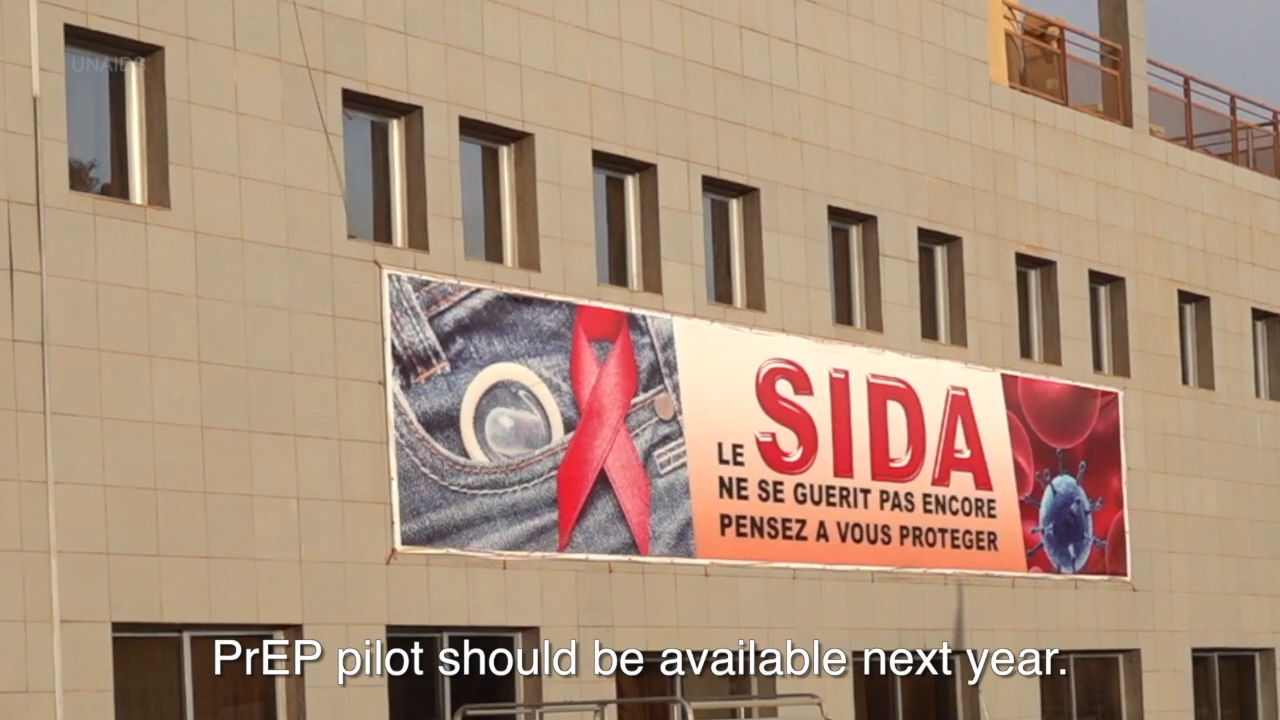 UNAIDS
LE SIDA
NE SE GUERIT PAS ENCORE
PENSEZ A VOUS PROTEGER
PrEP pilot should be available next year.